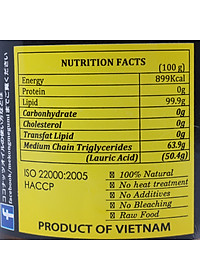 NUTRITION FACTS
(100 g)
Energy 899Kcal
Protein 0g
Lipid 99.9g
Carbonhydrate 0g
Cholesterol 0g
Transfat Lipid 0g
Medium Chain Triglycerides 63.9g
(Lauric Acid) (50.4g)
ISO 22000:2005
HACCP
100% Natural
No heat treatment
No Additives
No Bleaching
Raw Food
PRODUCT OF VIETNAM